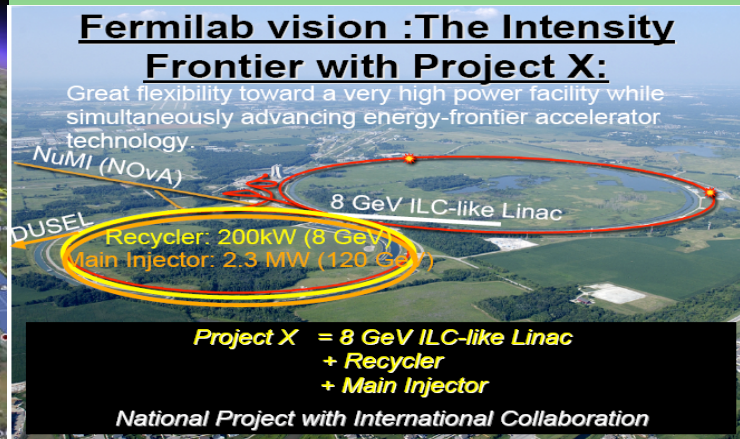 Fermilab vision :The Intensity
Frontier with Project X:
Great flexibility toward a very high power facility while
simultaneously advancing energy-frontier accelerator
technology.
NuMI (NOvA)
8 GeV ILC-like Linac
DUSEL
Recycler: 200kW (8 GeV)
Main Injector: 2.3 MW (120 GeV)
Project X = 8 GeV ILC-like Linac
+ Recycler
+ Main Injector
National Project with International Collaboration